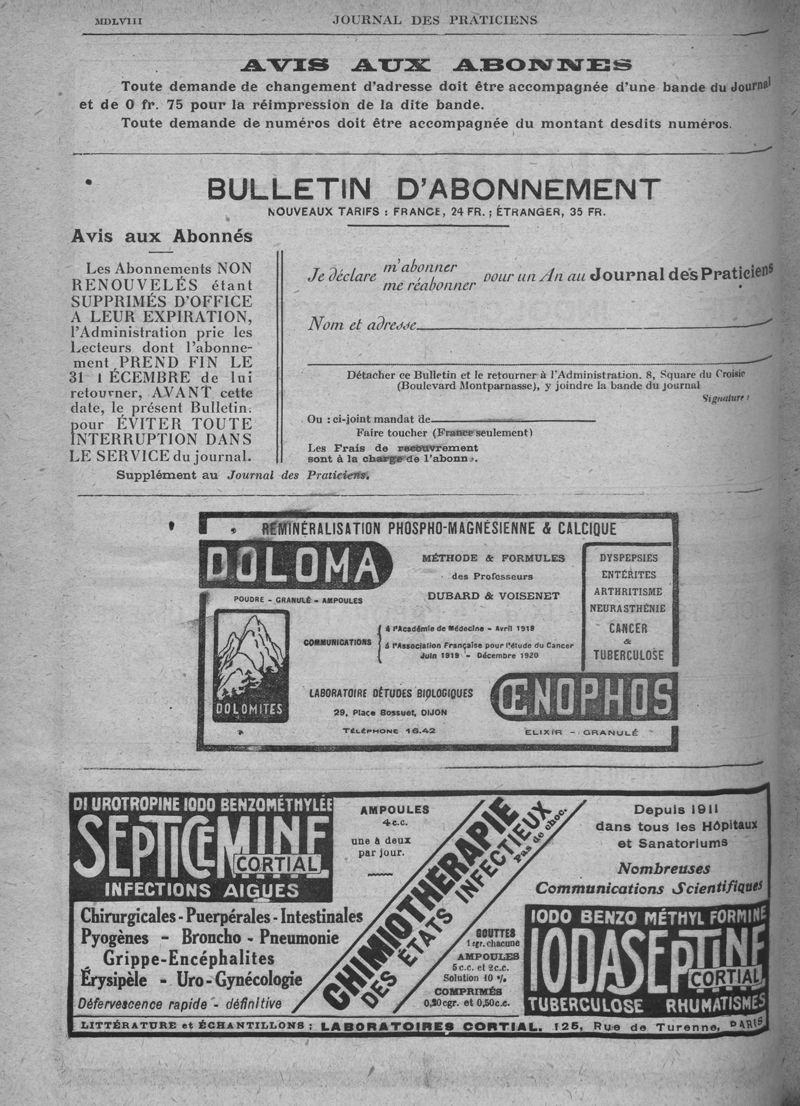 MDLVIII JOURNAL DES PRATICIENS
AVIS AUX ABONNES
Toute demande de changement d'adresse doit être accompagnée d'une bande du Journal
et de 0 fr. 75 pour la réimpression de la dite bande.
Toute demande de numéros doit être accompagnée du montant desdits numéros.
BULLETIN D'ABONNEMENT
NOUVEAUX TARIFS : FRANCE, 24 FR. ; ÉTRANGER, 35 FR.
Avis aux Abonnés
Les Abonnements NON
RENOUVELÉS étant
SUPPRIMÉS D'OFFICE
A LEUR EXPIRATION,
l'Administration prie les
Lecteurs dont l'abonne-
ment PREND FIN LE
31 DÉCEMBRE de lui
retourner, AVANT cette
date, le présent Bulletin.
pour ÉVITER TOUTE
INTERRUPTION DANS
LE SERVICE du journal.
Je déclare m'abonner
me réabonner pour un An au Journal des Praticiens
Nom et adresse
Détacher ce Bulletin et le retourner à l'Administration. 8, Square du Croisic
(Boulevard Montparnasse), y joindre la bande du journal
Signature :
Ou : ci-joint mandat de
Faire toucher (France seulement)
Les Frais de recouvrement
sont à la charge de l'abonn.
Supplément au Journal des Praticiens.
REMINÉRALISATION PHOSPHO-MAGNÉSIENNE & CALCIQUE
DOLOMA
POUDRE - GRANULÉ - AMPOULES
MÉTHODE & FORMULES
des Professeurs
DUBARD & VOISENET
DYSPEPSIES
ENTÉRITES
ARTHRITISME
NEURASTHÉNIE
CANCER
&
TUBERCULOSE
COMMUNICATIONS
á l'Académie de Médecine - Avril 1918
á l'Association Française pour l'étude du Cancer
Juin 1919 - Décembre 1920
DOLOMITES
LABORATOIRE D'ÉTUDES BIOLOGIQUES
29, Place Bossuet, DIJON
TÉLÉPHONE 16.42
ŒNOPHOS
ELIXIR - GRANULÉ
DI UROTROPINE IODO BENZOMÉTHYLÉE
SEPTICEMINE
CORTIAL
INFECTIONS AIGUES
AMPOULES
4 c.c.
une à deux
par jour.
Chirurgicales - Puerpérales - Intestinales
Pyogènes - Broncho - Pneumonie
Grippe - Encéphalites
Érysipèle - Uro-Gynécologie
Défervescence rapide - définitive
CHIMIOTHÉRAPIE
DES ÉTATS INFECTIEUX
Pas de choc.
Depuis 1911
dans tous les Hôpitaux
et Sanatoriums
Nombreuses
Communications Scientifiques
GOUTTES
1 cgr. chacune
AMPOULES
5 c.c. et 2 c.c.
Solution 10 %
COMPRIMÉS
0,20cgr. et 0,50c.c.
IODO BENZO MÉTHYL FORMINE
IODASEPTINE
CORTIAL
TUBERCULOSE RHUMATISMES
LITTÉRATURE et ÉCHANTILLONS : LABORATOIRES CORTIAL. 125, Rue de Turenne, PARIS